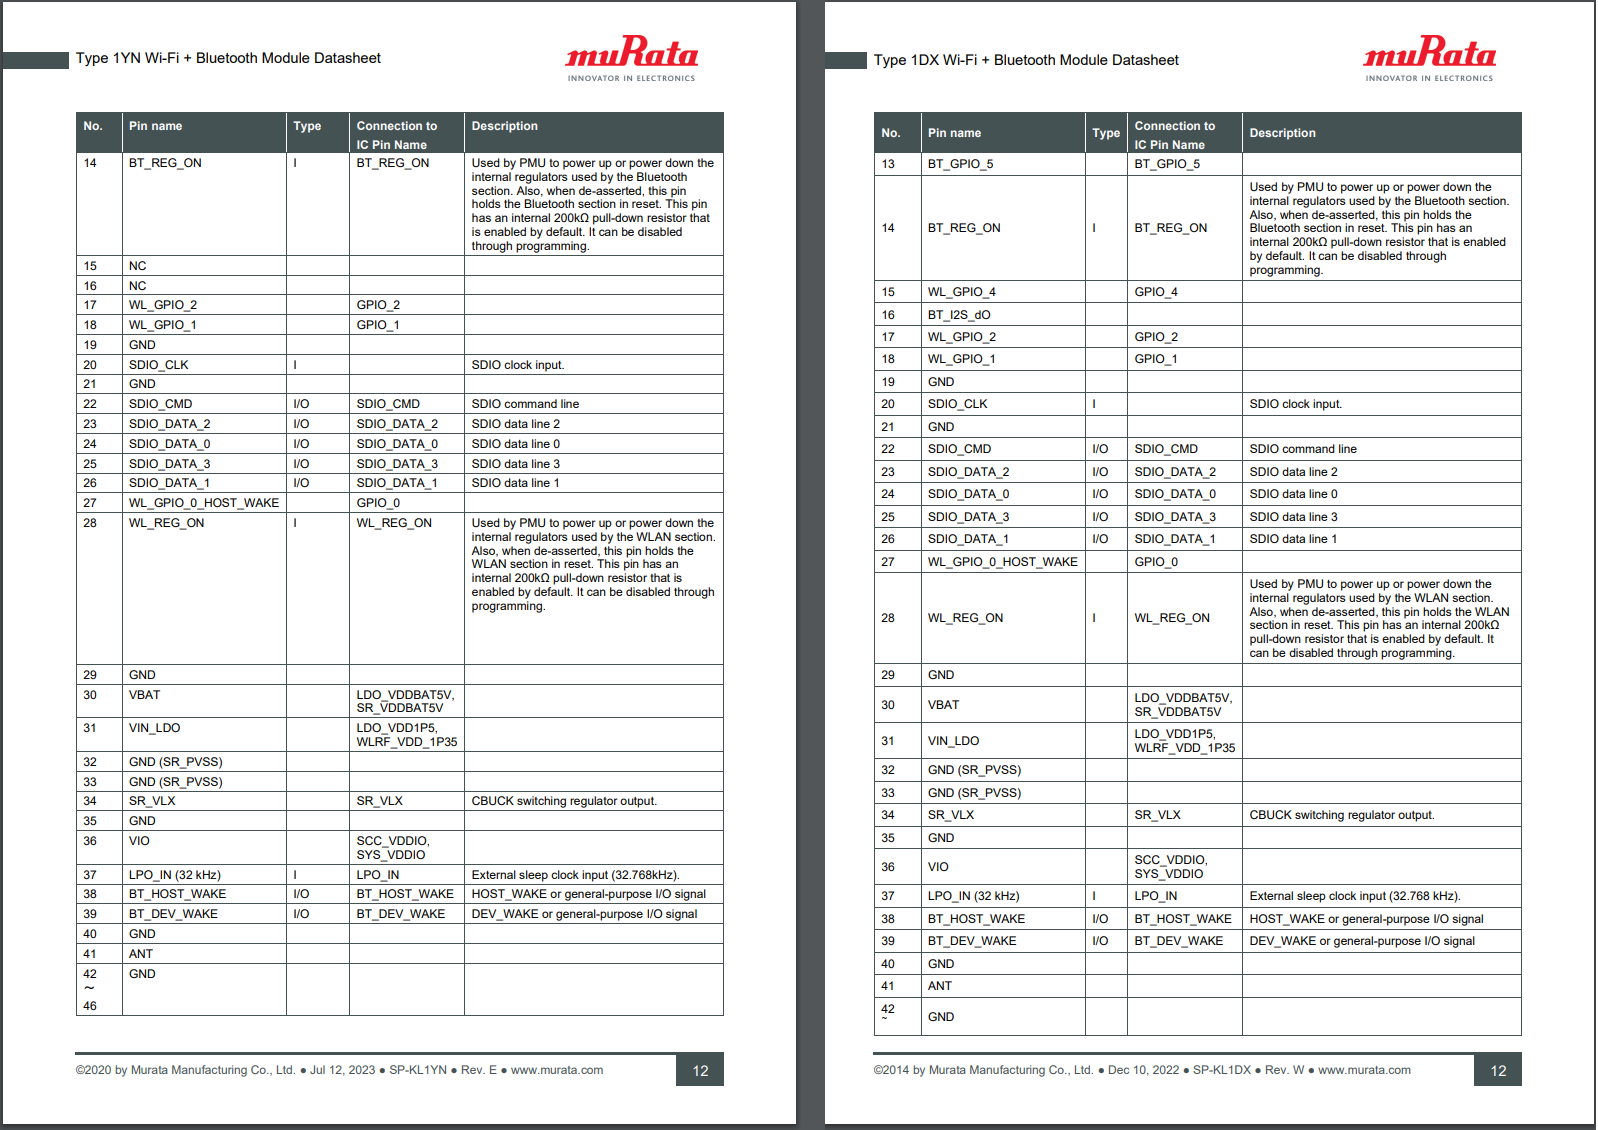 Type 1YN Wi-Fi + Bluetooth Module Datasheet
muRata
INNOVATOR IN ELECTRONICS
No. Pin name Type Connection to IC Pin Name Description
14 BT_REG_ON I BT_REG_ON Used by PMU to power up or power down the
internal regulators used by the Bluetooth
section. Also, when de-asserted, this pin
holds the Bluetooth section in reset. This pin
has an internal 200kΩ pull-down resistor that
is enabled by default. It can be disabled
through programming.
15 NC
16 NC
17 WL_GPIO_2 GPIO_2
18 WL_GPIO_1 GPIO_1
19 GND
20 SDIO_CLK I SDIO clock input.
21 GND
22 SDIO_CMD I/O SDIO_CMD SDIO command line
23 SDIO_DATA_2 I/O SDIO_DATA_2 SDIO data line 2
24 SDIO_DATA_0 I/O SDIO_DATA_0 SDIO data line 0
25 SDIO_DATA_3 I/O SDIO_DATA_3 SDIO data line 3
26 SDIO_DATA_1 I/O SDIO_DATA_1 SDIO data line 1
27 WL_GPIO_0_HOST_WAKE GPIO_0
28 WL_REG_ON I WL_REG_ON Used by PMU to power up or power down the
internal regulators used by the WLAN section.
Also, when de-asserted, this pin holds the
WLAN section in reset. This pin has an
internal 200kΩ pull-down resistor that is
enabled by default. It can be disabled through
programming.
29 GND
30 VBAT LDO_VDDBAT5V,
SR_VDDBAT5V
31 VIN_LDO LDO_VDD1P5,
WLRF_VDD_1P35
32 GND (SR_PVSS)
33 GND (SR_PVSS)
34 SR_VLX SR_VLX CBUCK switching regulator output.
35 GND
36 VIO SCC_VDDIO,
SYS_VDDIO
37 LPO_IN (32 kHz) I LPO_IN External sleep clock input (32.768kHz).
38 BT_HOST_WAKE I/O BT_HOST_WAKE HOST_WAKE or general-purpose I/O signal
39 BT_DEV_WAKE I/O BT_DEV_WAKE DEV_WAKE or general-purpose I/O signal
40 GND
41 ANT
42 GND
~
46
©2020 by Murata Manufacturing Co., Ltd. ● Jul 12, 2023 ● SP-KL1YN ● Rev. E ● www.murata.com 12
Type 1DX Wi-Fi + Bluetooth Module Datasheet
muRata
INNOVATOR IN ELECTRONICS
No. Pin name Type Connection to IC Pin Name Description
13 BT_GPIO_5 BT_GPIO_5
14 BT_REG_ON I BT_REG_ON Used by PMU to power up or power down the
internal regulators used by the Bluetooth section.
Also, when de-asserted, this pin holds the
Bluetooth section in reset. This pin has an
internal 200kΩ pull-down resistor that is enabled
by default. It can be disabled through
programming.
15 WL_GPIO_4 GPIO_4
16 BT_I2S_dO
17 WL_GPIO_2 GPIO_2
18 WL_GPIO_1 GPIO_1
19 GND
20 SDIO_CLK I SDIO clock input.
21 GND
22 SDIO_CMD I/O SDIO_CMD SDIO command line
23 SDIO_DATA_2 I/O SDIO_DATA_2 SDIO data line 2
24 SDIO_DATA_0 I/O SDIO_DATA_0 SDIO data line 0
25 SDIO_DATA_3 I/O SDIO_DATA_3 SDIO data line 3
26 SDIO_DATA_1 I/O SDIO_DATA_1 SDIO data line 1
27 WL_GPIO_0_HOST_WAKE GPIO_0
28 WL_REG_ON I WL_REG_ON Used by PMU to power up or power down the
internal regulators used by the WLAN section.
Also, when de-asserted, this pin holds the WLAN
section in reset. This pin has an internal 200kΩ
pull-down resistor that is enabled by default. It
can be disabled through programming.
29 GND
30 VBAT LDO_VDDBAT5V,
SR_VDDBAT5V
31 VIN_LDO LDO_VDD1P5,
WLRF_VDD_1P35
32 GND (SR_PVSS)
33 GND (SR_PVSS)
34 SR_VLX SR_VLX CBUCK switching regulator output.
35 GND
36 VIO SCC_VDDIO,
SYS_VDDIO
37 LPO_IN (32 kHz) I LPO_IN External sleep clock input (32.768 kHz).
38 BT_HOST_WAKE I/O BT_HOST_WAKE HOST_WAKE or general-purpose I/O signal
39 BT_DEV_WAKE I/O BT_DEV_WAKE DEV_WAKE or general-purpose I/O signal
40 GND
41 ANT
42 GND
~
©2014 by Murata Manufacturing Co., Ltd. ● Dec 10, 2022 ● SP-KL1DX ● Rev. W ● www.murata.com 12